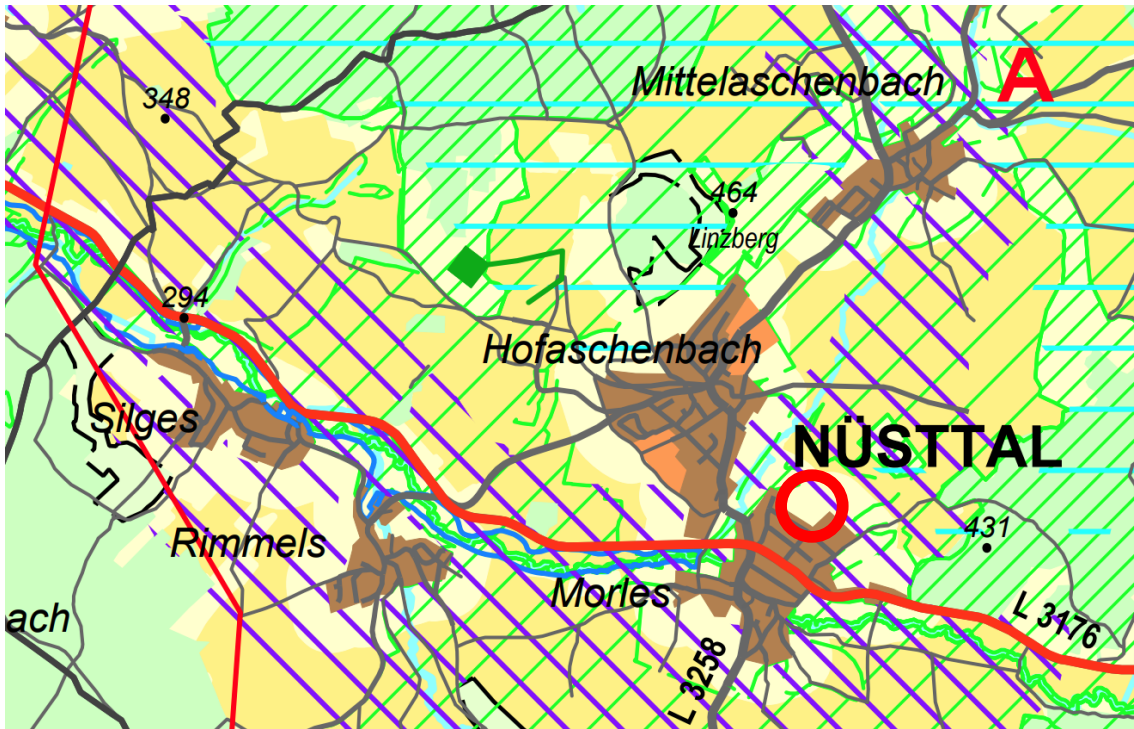 Mittelaschenbach
A
348
464
Linzberg
294
Hofaschenbach
Silges
NÜSTTAL
431
Rimmels
Morles
ach
L 3176
L 3258